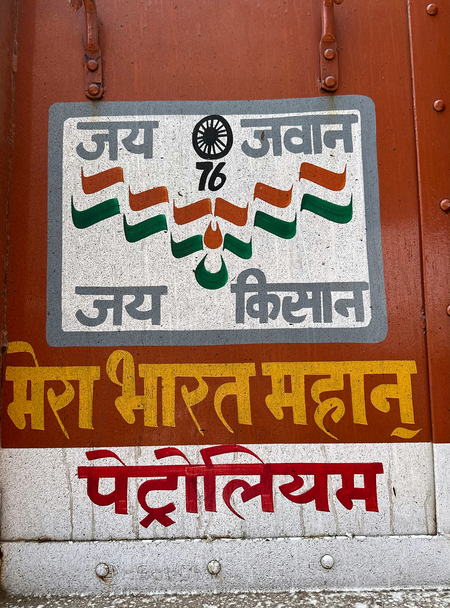 जय जवान
76
जय किसान
मेरा भारत महान्
पेट्रोलियम